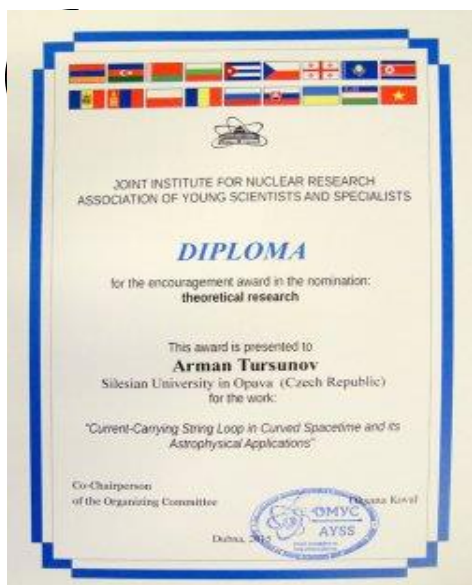 JOINT INSTITUTE FOR NUCLEAR RESEARCH
ASSOCIATION OF YOUNG SCIENTISTS AND SPECIALISTS
DIPLOMA
for the encouragement award in the nomination:
theoretical research
This award is presented to
Arman Tursunov
Silesian University in Opava (Czech Republic)
for the work:
"Current-Carrying String Loop in Curved Spacetime and its
Astrophysical Applications"
Co-Chairperson
of the Organizing Committee
Koval
ОМУС
AYSS
Dubna,